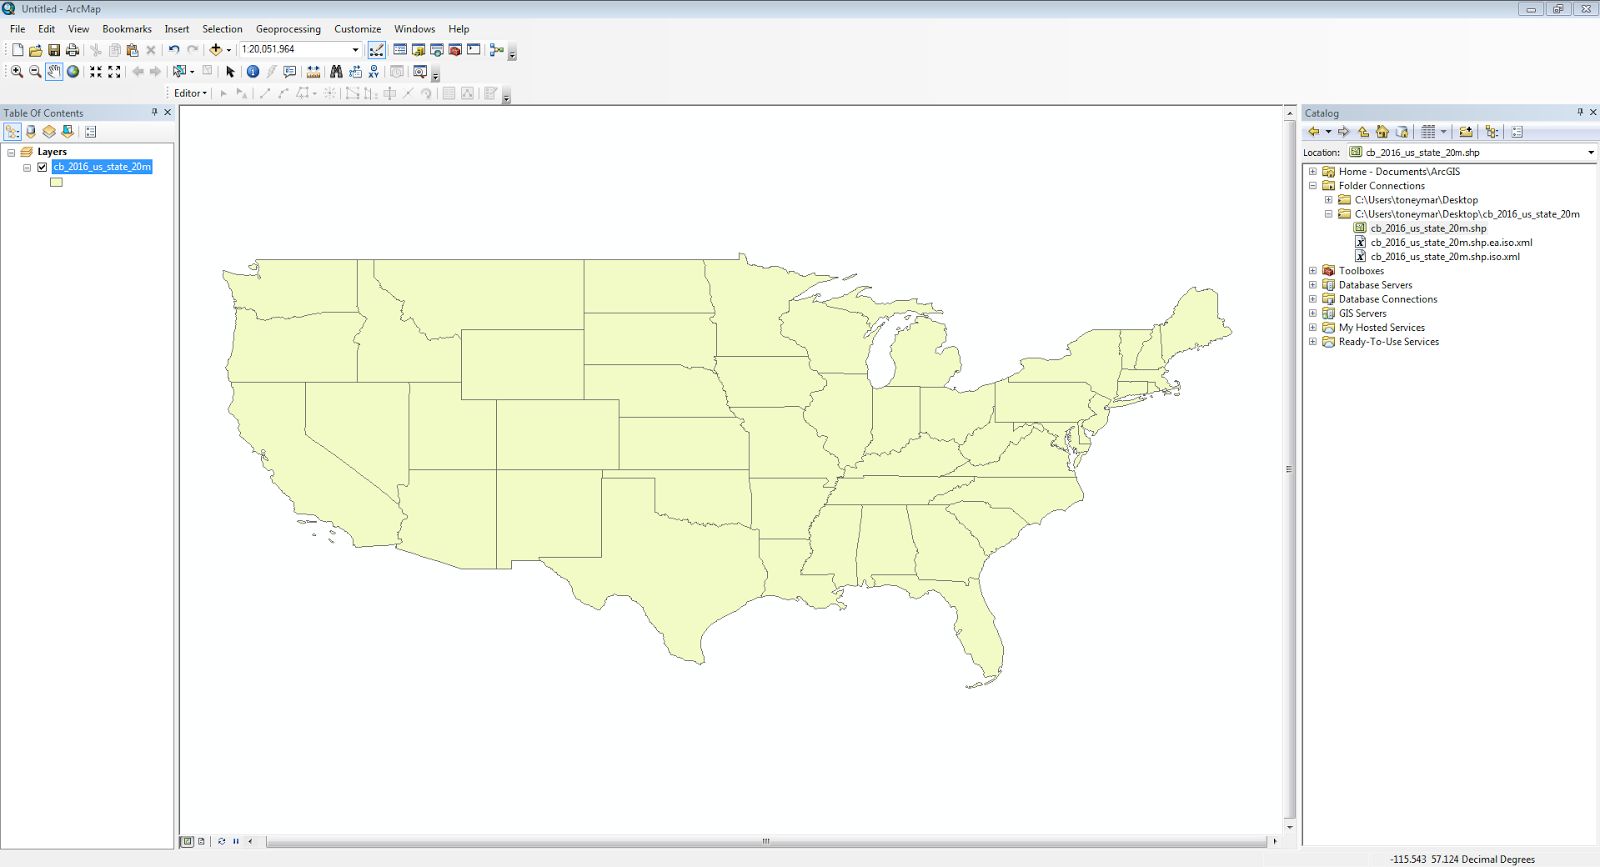 Untitled - ArcMap
File Edit View Bookmarks Insert Selection Geoprocessing Customize Windows Help
1:20,051,964
Editor
Table Of Contents
Layers
cb_2016_us_state_20m
Catalog
Location: cb_2016_us_state_20m.shp
Home - Documents\ArcGIS
Folder Connections
C:\Users\toneymar\Desktop
C:\Users\toneymar\Desktop\cb_2016_us_state_20m
cb_2016_us_state_20m.shp
cb_2016_us_state_20m.shp.ea.iso.xml
cb_2016_us_state_20m.shp.iso.xml
Toolboxes
Database Servers
Database Connections
GIS Servers
My Hosted Services
Ready-To-Use Services
-115.543 57.124 Decimal Degrees